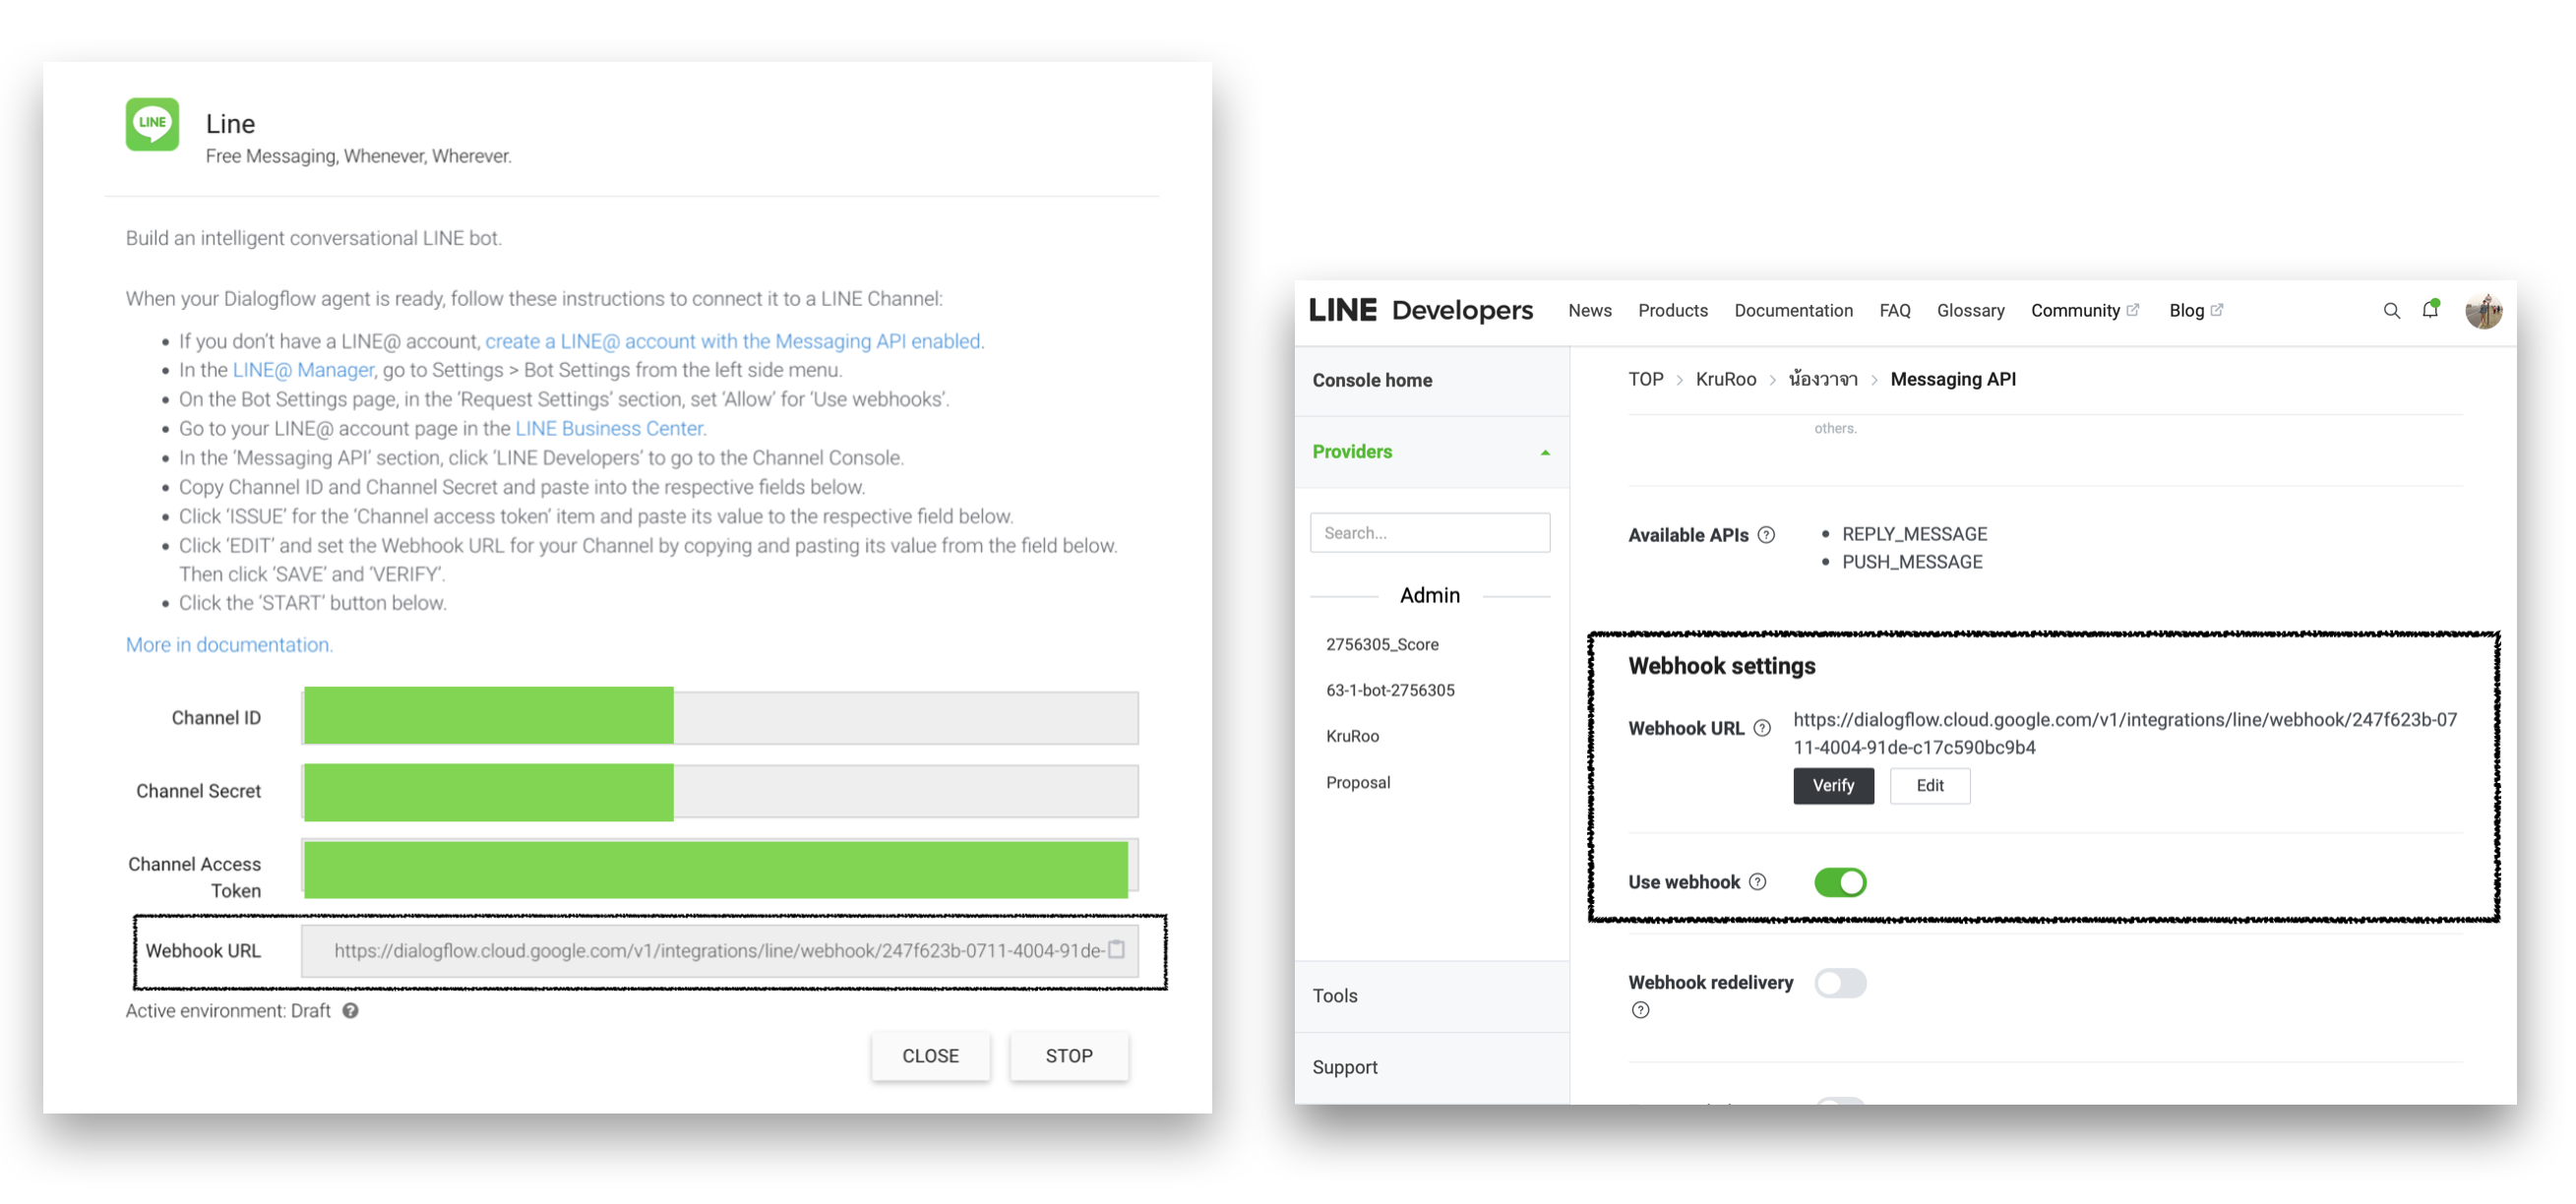 LINE
Line
Free Messaging, Whenever, Wherever.
Build an intelligent conversational LINE bot.
When your Dialogflow agent is ready, follow these instructions to connect it to a LINE Channel:
• If you don’t have a LINE@ account, create a LINE@ account with the Messaging API enabled.
• In the LINE@ Manager, go to Settings > Bot Settings from the left side menu.
• On the Bot Settings page, in the ‘Request Settings’ section, set ‘Allow’ for ‘Use webhooks’.
• Go to your LINE@ account page in the LINE Business Center.
• In the ‘Messaging API’ section, click ‘LINE Developers’ to go to the Channel Console.
• Copy Channel ID and Channel Secret and paste into the respective fields below.
• Click ‘ISSUE’ for the ‘Channel access token’ item and paste its value to the respective field below.
• Click ‘EDIT’ and set the Webhook URL for your Channel by copying and pasting its value from the field below.
Then click ‘SAVE’ and ‘VERIFY’.
• Click the ‘START’ button below.
More in documentation.
Channel ID
Channel Secret
Channel Access
Token
Webhook URL https://dialogflow.cloud.google.com/v1/integrations/line/webhook/247f623b-0711-4004-91de-
Active environment: Draft
CLOSE STOP
LINE Developers News Products Documentation FAQ Glossary Community Blog
Console home
Providers
Search...
Admin
2756305_Score
63-1-bot-2756305
KruRoo
Proposal
Tools
Support
TOP > KruRoo > น้องวาจา > Messaging API
others.
Available APIs
• REPLY_MESSAGE
• PUSH_MESSAGE
Webhook settings
Webhook URL https://dialogflow.cloud.google.com/v1/integrations/line/webhook/247f623b-07
11-4004-91de-c17c590bc9b4
Verify Edit
Use webhook
Webhook redelivery